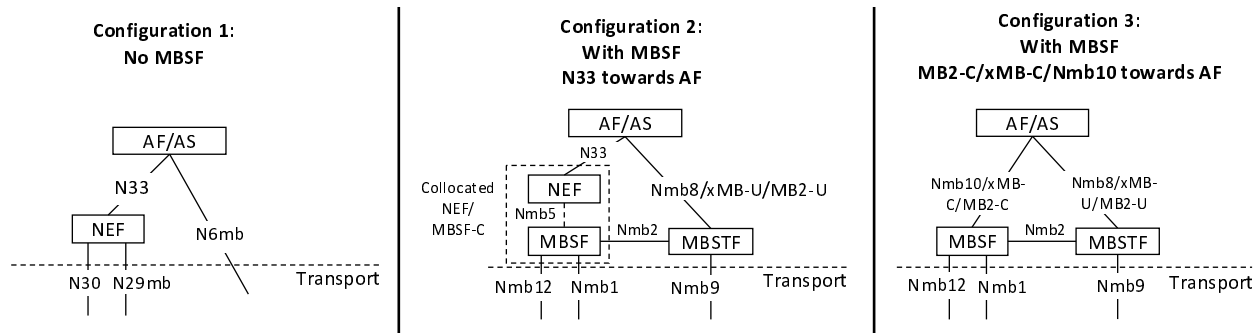 Configuration 1:
No MBSF
AF/AS
N33
NEF
N6mb
Transport
N30
N29mb
Configuration 2:
With MBSF
N33 towards AF
AF/AS
N33
Collocated
NEF/
MBSF-C
NEF
Nmb8/xMB-U/MB2-U
Nmb5
Nmb2
MBSF
MBSTF
Transport
Nmb12
Nmb1
Nmb9
Configuration 3:
With MBSF
MB2-C/xMB-C/Nmb10 towards AF
AF/AS
Nmb10/xMB-
C/MB2-C
Nmb8/xMB-
U/MB2-U
Nmb2
MBSF
MBSTF
Transport
Nmb12
Nmb1
Nmb9